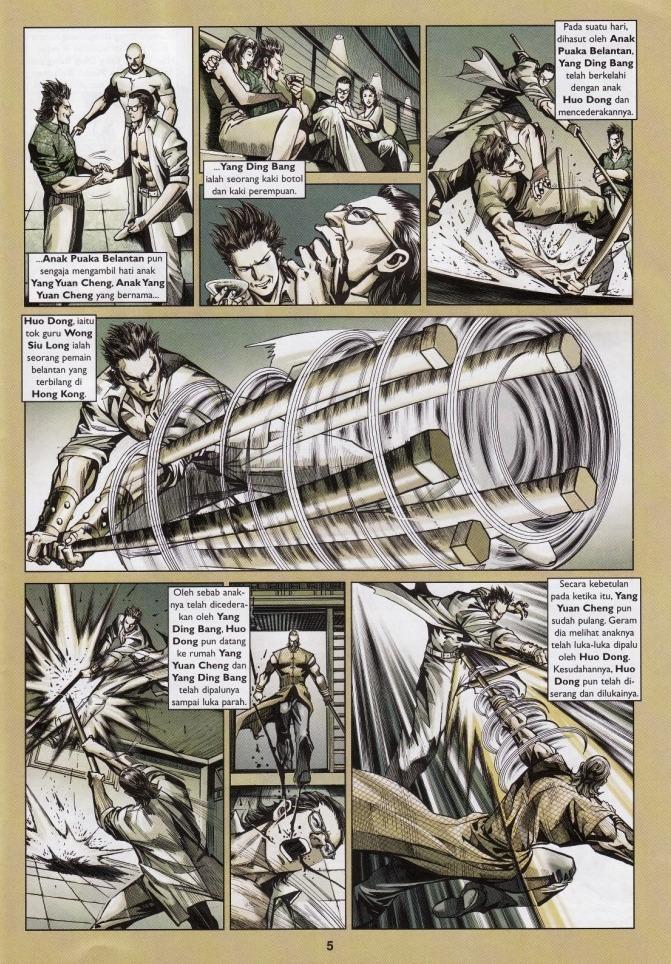 ...Anak Puaka Belantan pun
sengaja mengambil hati anak
Yang Yuan Cheng, Anak Yang
Yuan Cheng yang bernama...
...Yang Ding Bang
ialah seorang kaki botol
dan kaki perempuan.
Pada suatu hari,
dihasut oleh Anak
Puaka Belantan,
Yang Ding Bang
telah berkelahi
dengan anak
Huo Dong dan
mencederakannya.
Huo Dong, iaitu
tok guru Wong
Siu Long ialah
seorang pemain
belantan yang
terbilang di
Hong Kong.
Oleh sebab anak-
nya telah dicedera-
kan oleh Yang
Ding Bang, Huo
Dong pun datang
ke rumah Yang
Yuan Cheng dan
Yang Ding Bang
telah dipalunya
sampai luka parah.
Secara kebetulan
pada ketika itu, Yang
Yuan Cheng pun
sudah pulang. Geram
dia melihat anaknya
telah luka-luka dipalu
oleh Huo Dong.
Kesudahannya, Huo
Dong pun telah di-
serang dan dilukainya.
5